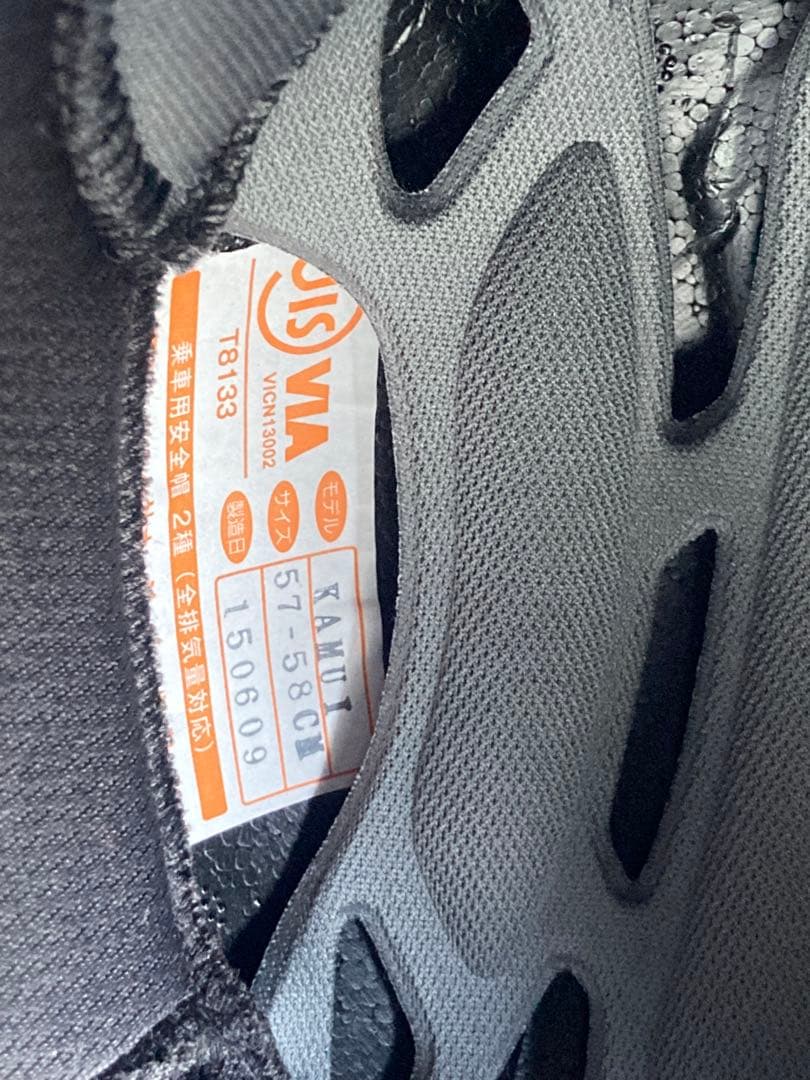 JIS VIA
VICN13002
T8133
モデル KAMUI
サイズ 57-58CM
製造日 150609
乗車用安全帽 2種(全排気量対応)